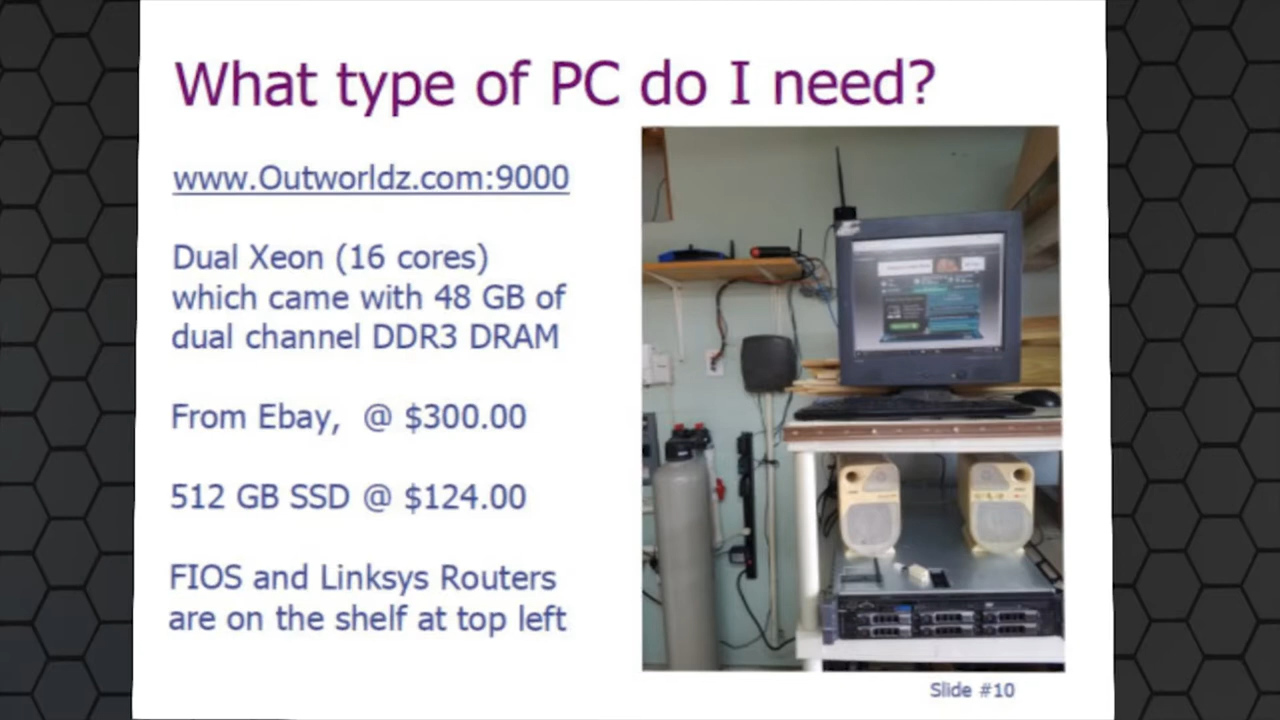 What type of PC do I need?
www.Outworldz.com:9000
Dual Xeon (16 cores)
which came with 48 GB of
dual channel DDR3 DRAM
From Ebay, @ $300.00
512 GB SSD @ $124.00
FIOS and Linksys Routers
are on the shelf at top left
Slide #10